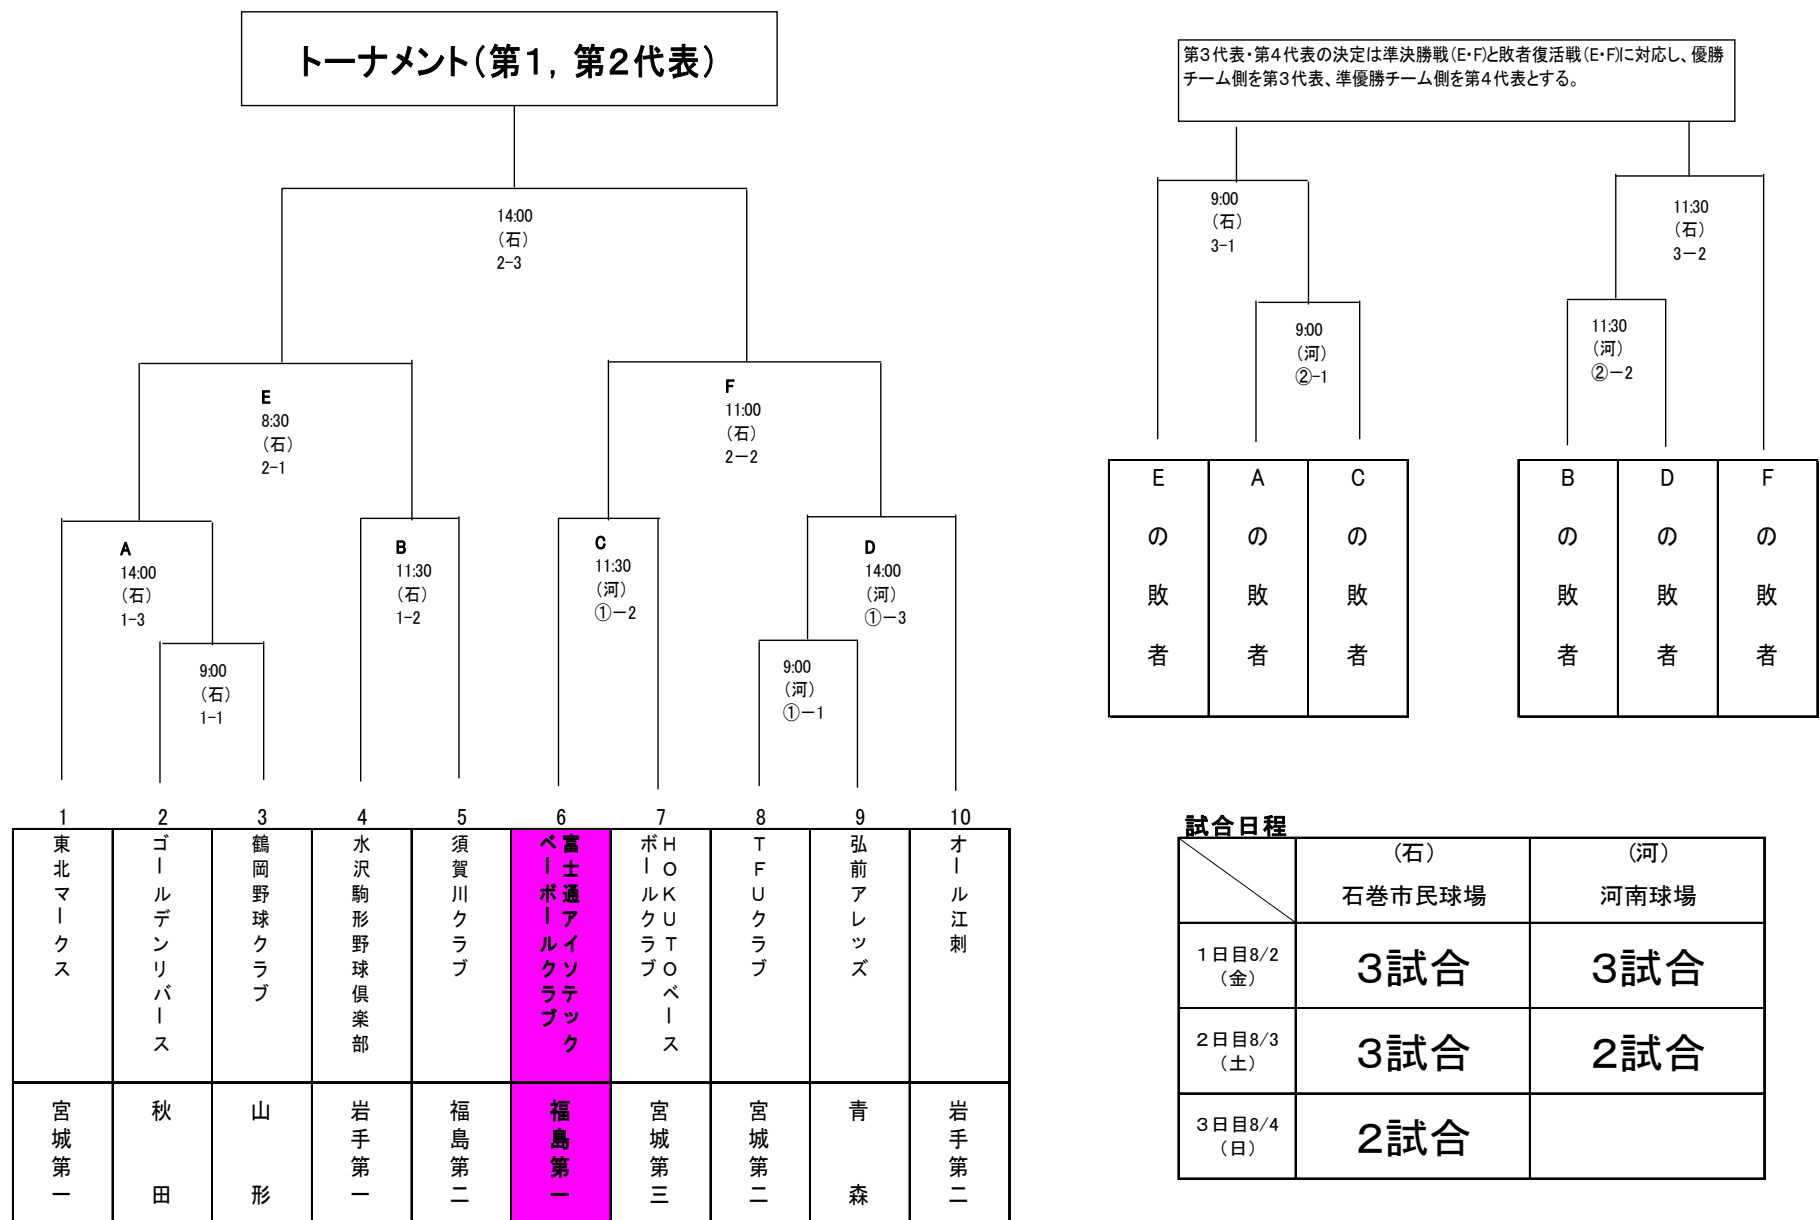 トーナメント（第１，第２代表）
14:00
（石）
2-3
E
8:30
（石）
2-1
F
11:00
（石）
2－2
A
14:00
（石）
1-3
B
11:30
（石）
1-2
C
11:30
（河）
①－2
D
14:00
（河）
①－3
9:00
（石）
1-1
9:00
（河）
①－1
1
2
3
4
5
6
7
8
9
10
東北マークス
ゴールデンリバース
鶴岡野球クラブ
水沢駒形野球倶楽部
須賀川クラブ
富士通アイソテック
ベーボールクラブ
ＨＯＫＵＴＯベース
ボールクラブ
ＴＦＵクラブ
弘前アレッズ
オール江刺
宮城第一
秋田
山形
岩手第一
福島第二
福島第一
宮城第三
宮城第二
青森
岩手第二
第３代表・第４代表の決定は準決勝戦（E・F)と敗者復活戦（E・F)に対応し、優勝
チーム側を第３代表、準優勝チーム側を第４代表とする。
9:00
（石）
3-1
11:30
（石）
3－2
9:00
（河）
②-1
11:30
（河）
②－2
Eの敗者
Aの敗者
Cの敗者
Bの敗者
Dの敗者
Fの敗者
試合日程
（石）
石巻市民球場
（河）
河南球場
１日目8/2
（金）
３試合
３試合
２日目8/3
（土）
３試合
２試合
３日目8/4
（日）
２試合